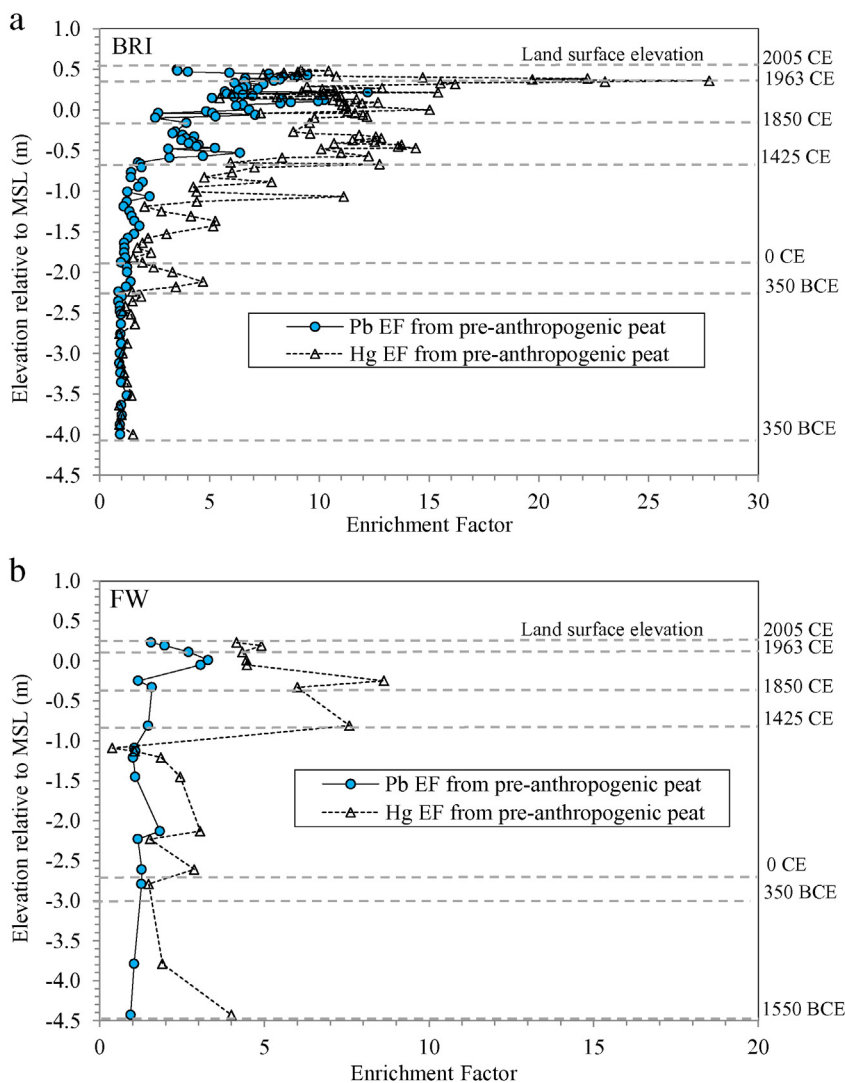 a
1.0
BRI
Land surface elevation
2005 CE
0.5
1963 CE
0.0
1850 CE
-0.5
1425 CE
-1.0
-1.5
0 CE
-2.0
350 BCE
-2.5
Pb EF from pre-anthropogenic peat
Hg EF from pre-anthropogenic peat
-3.0
-3.5
350 BCE
-4.0
-4.5
Elevation relative to MSL (m)
0 5 10 15 20 25 30
Enrichment Factor
b
1.0
FW
0.5
Land surface elevation
2005 CE
1963 CE
0.0
1850 CE
-0.5
1425 CE
-1.0
-1.5
Pb EF from pre-anthropogenic peat
Hg EF from pre-anthropogenic peat
-2.0
-2.5
0 CE
350 BCE
-3.0
-3.5
-4.0
1550 BCE
-4.5
Elevation relative to MSL (m)
0 5 10 15 20
Enrichment Factor